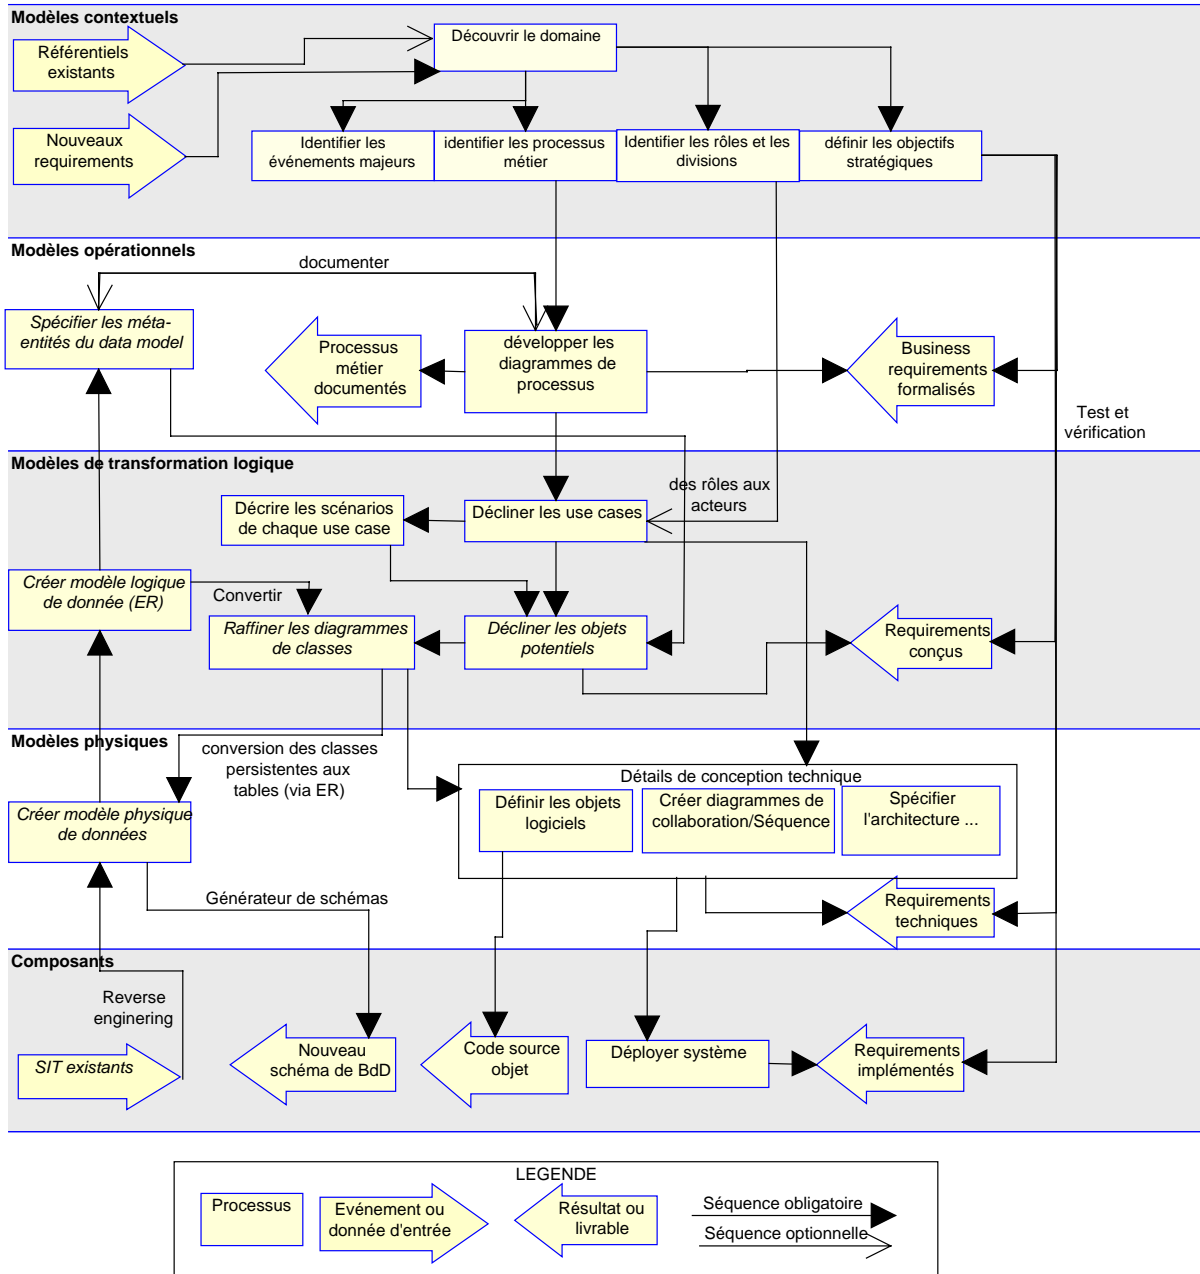 Modèles contextuels
Référentiels
existants
Découvrir le domaine
Nouveaux
requirements
Identifier les
événements majeurs
identifier les processus
métier
Identifier les rôles et les
divisions
définir les objectifs
stratégiques
Modèles opérationnels
documenter
Spécifier les méta-
entités du data model
Processus
métier
documentés
développer les
diagrammes de
processus
Business
requirements
formalisés
Test et
vérification
Modèles de transformation logique
des rôles aux
acteurs
Décrire les scénarios
de chaque use case
Décliner les use cases
Créer modèle logique
de donnée (ER)
Convertir
Raffiner les diagrammes
de classes
Décliner les objets
potentiels
Requirements
conçus
Modèles physiques
conversion des classes
persistentes aux
tables (via ER)
Détails de conception technique
Définir les objets
logiciels
Créer diagrammes de
collaboration/Séquence
Spécifier
l'architecture ...
Créer modèle physique
de données
Générateur de schémas
Requirements
techniques
Composants
Reverse
enginering
SIT existants
Nouveau
schéma de BdD
Code source
objet
Déployer système
Requirements
implémentés
LEGENDE
Processus
Evénement ou
donnée d'entrée
Résultat ou
livrable
Séquence obligatoire
Séquence optionnelle